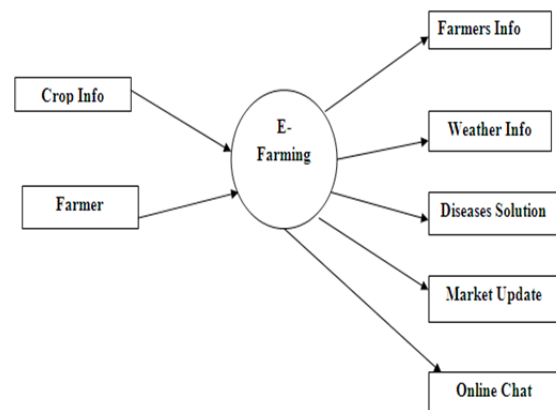 Farmers Info
Crop Info
E-
Farming
Weather Info
Farmer
Diseases Solution
Market Update
Online Chat